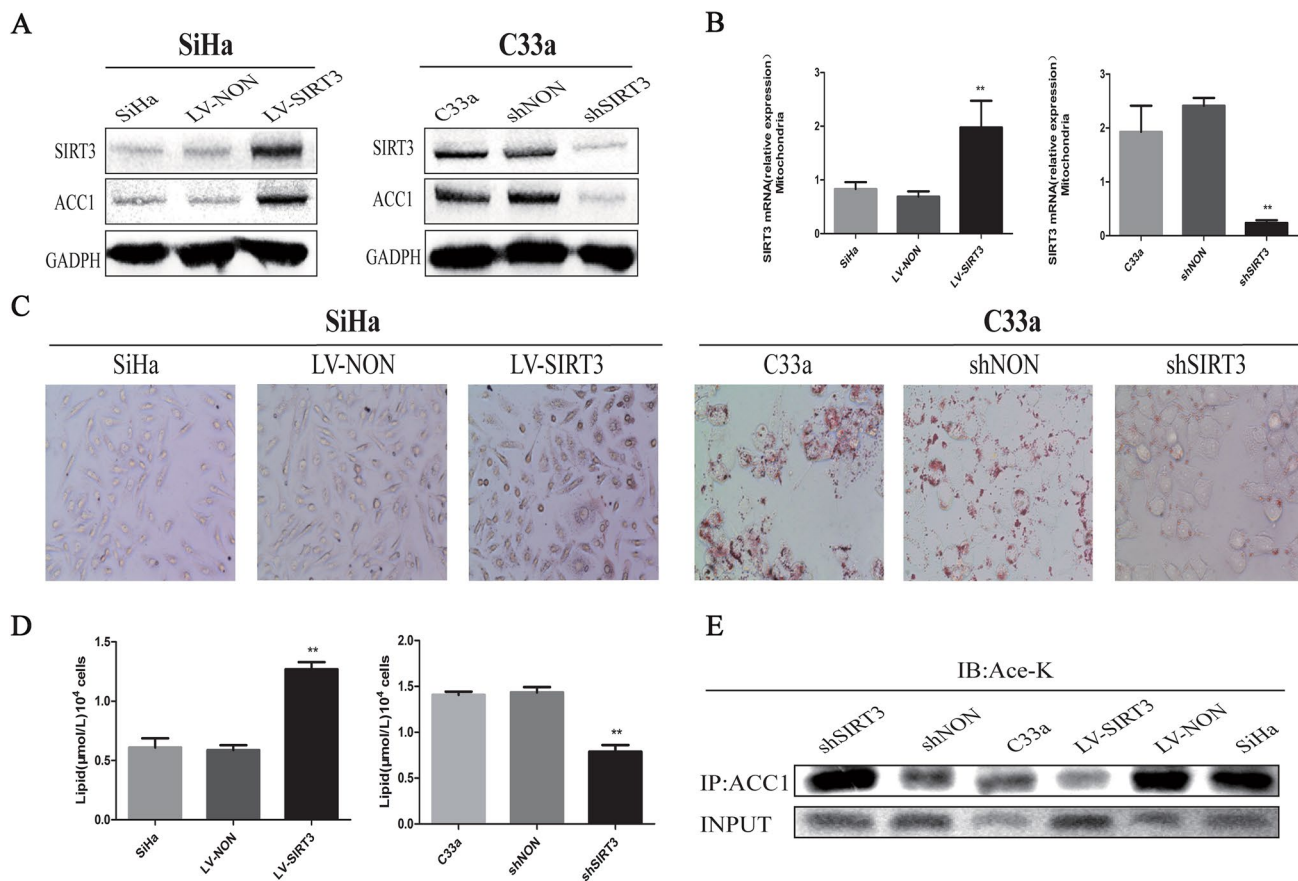 A
SiHa
SiHa LV-NON LV-SIRT3
SIRT3
ACC1
GADPH
C33a
C33a shNON shSIRT3
SIRT3
ACC1
GADPH
B
SIRT3 mRNA(relative expression)
Mitochondria
3
2
1
0
**
SiHa LV-NON LV-SIRT3
SIRT3 mRNA(relative expression)
Mitochondria
3
2
1
0
**
C33a shNON shSIRT3
C
SiHa
SiHa LV-NON LV-SIRT3
C33a
C33a shNON shSIRT3
D
Lipid(μmol/L)10⁴ cells
1.5
1.0
0.5
0.0
**
SiHa LV-NON LV-SIRT3
Lipid(μmol/L)10⁴ cells
2.0
1.5
1.0
0.5
0.0
**
C33a shNON shSIRT3
E
IB:Ace-K
shSIRT3 shNON C33a LV-SIRT3 LV-NON SiHa
IP:ACC1
INPUT